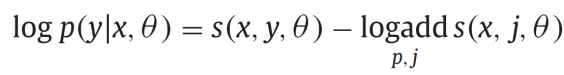 log p(y|x, θ) = s(x, y, θ) − logadd s(x, j, θ)
p,j